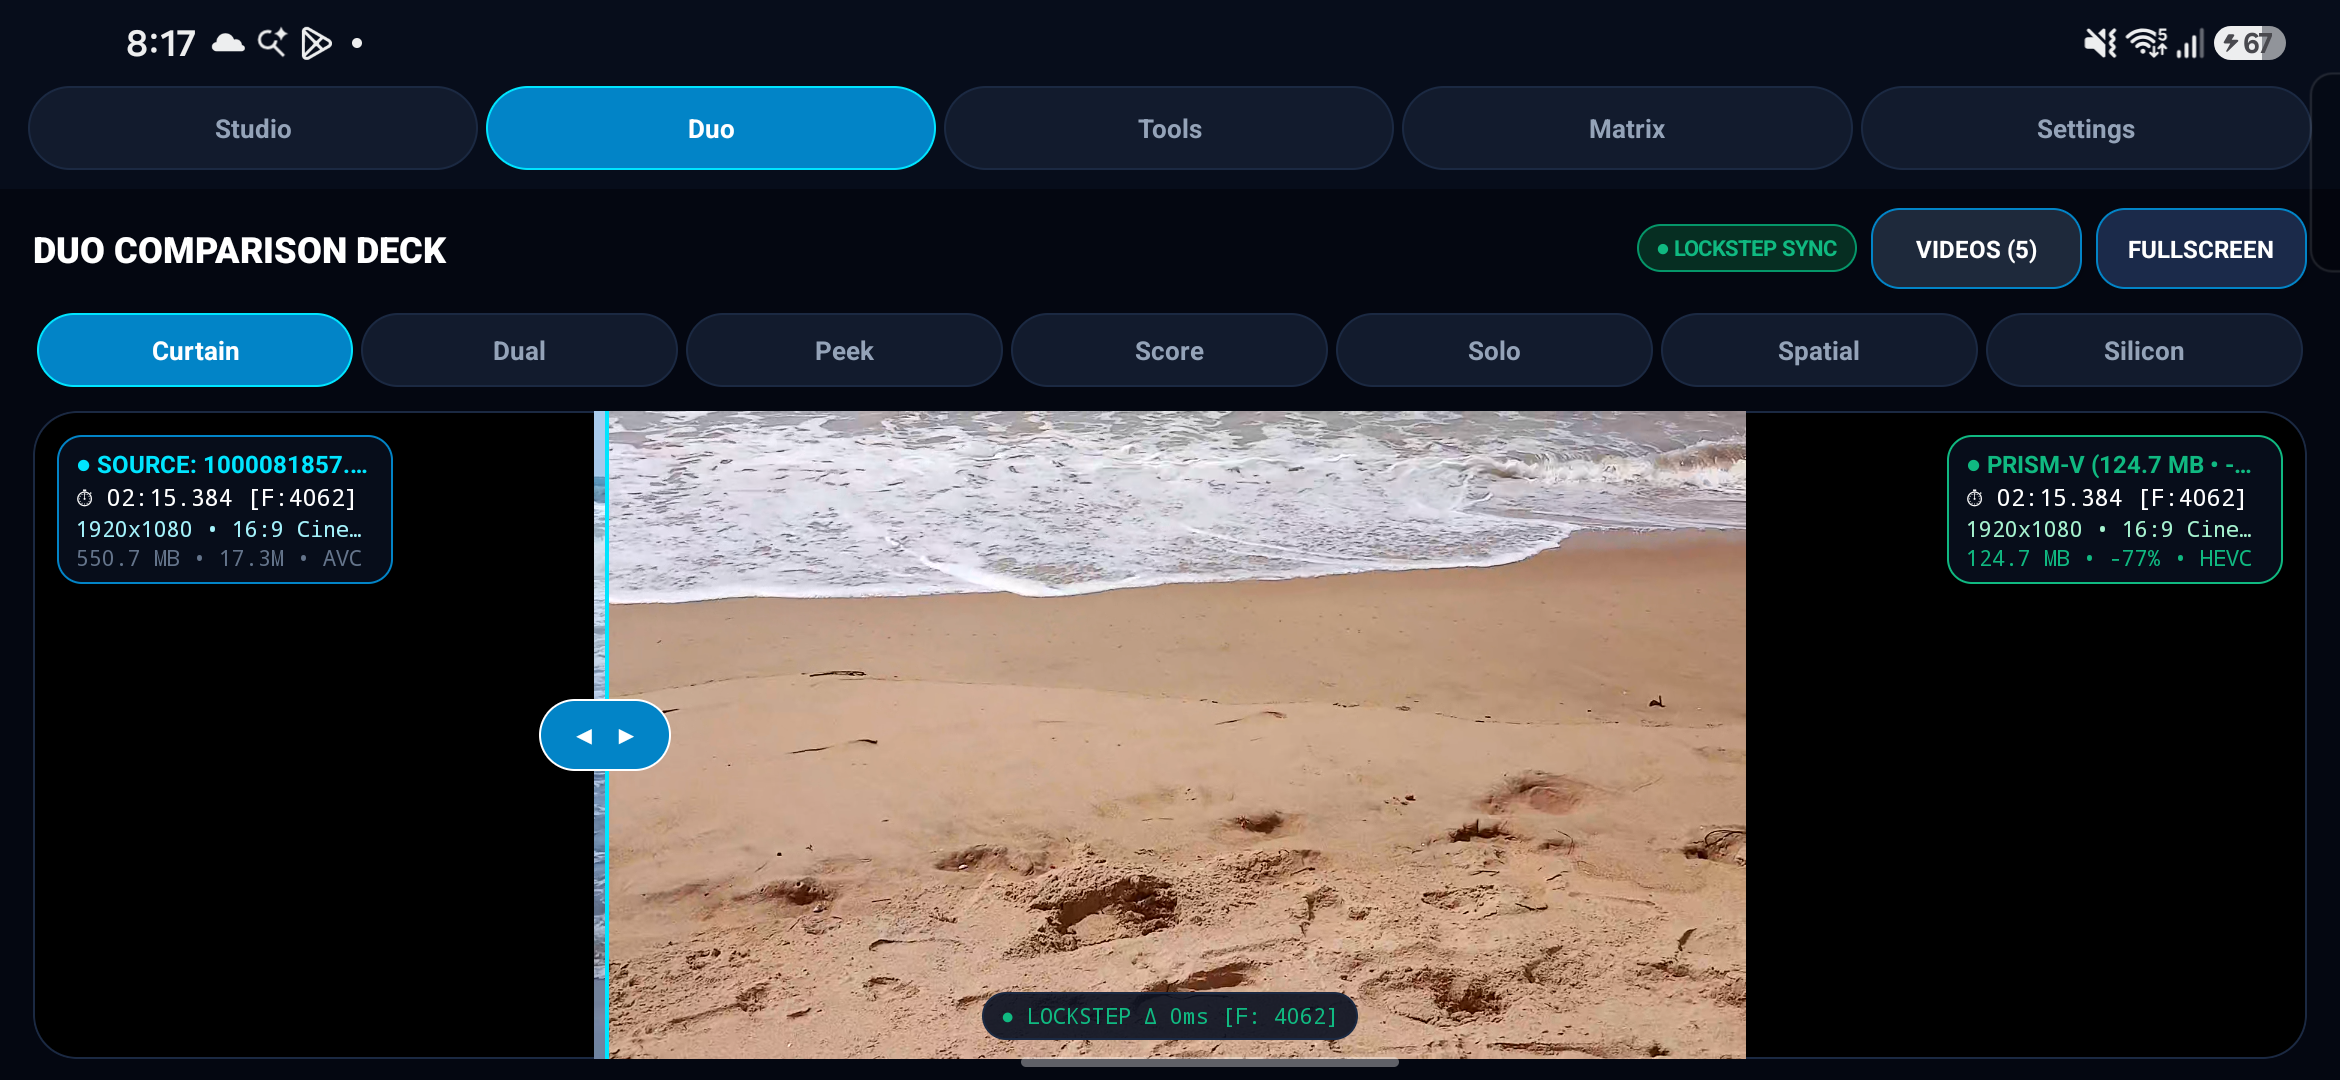 8:17
5
67
Studio
Duo
Tools
Matrix
Settings
DUO COMPARISON DECK
● LOCKSTEP SYNC
VIDEOS (5)
FULLSCREEN
Curtain
Dual
Peek
Score
Solo
Spatial
Silicon
● SOURCE: 1000081857.…
⏱ 02:15.384 [F:4062]
1920x1080 • 16:9 Cine…
550.7 MB • 17.3M • AVC
● PRISM-V (124.7 MB • -…
⏱ 02:15.384 [F:4062]
1920x1080 • 16:9 Cine…
124.7 MB • -77% • HEVC
◀ ▶
● LOCKSTEP Δ 0ms [F: 4062]